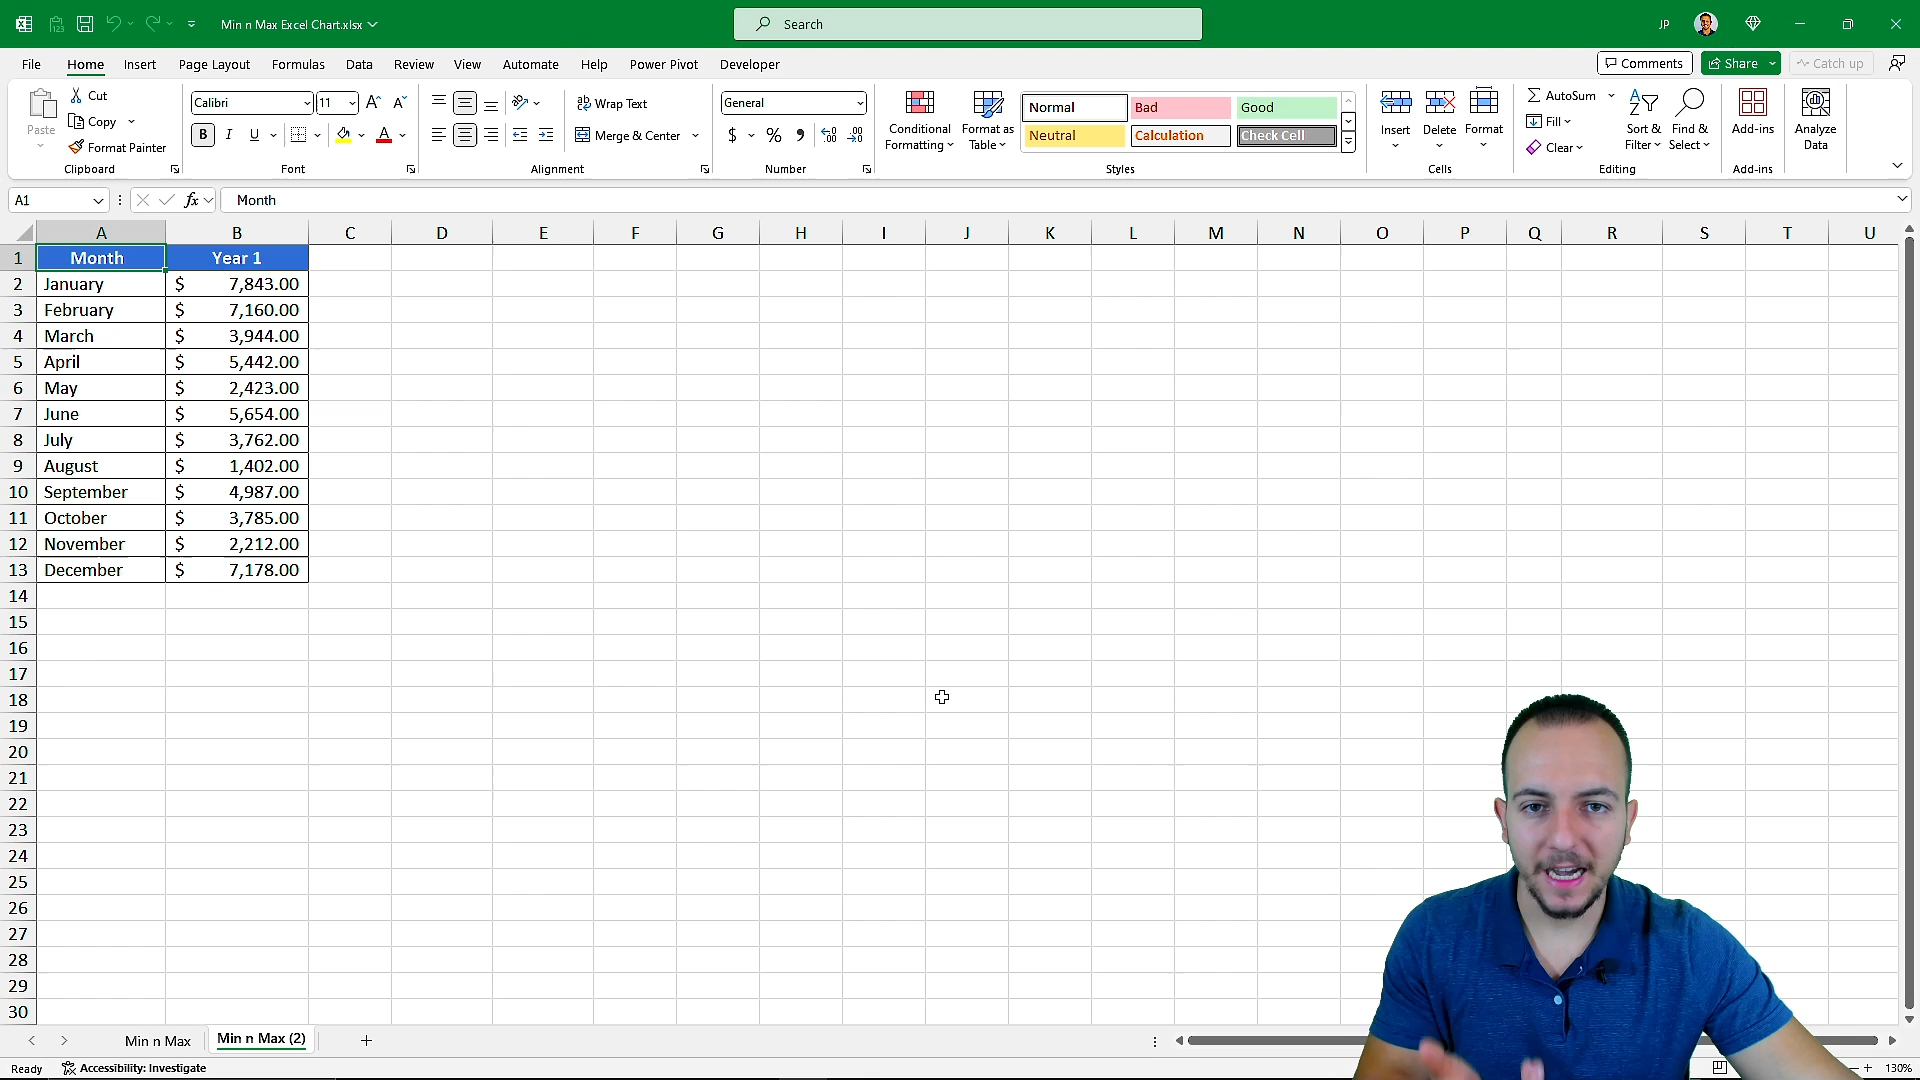 Min n Max Excel Chart.xlsx
Search
JP
File Home Insert Page Layout Formulas Data Review View Automate Help Power Pivot Developer
Comments Share Catch up
Paste
Cut
Copy
Format Painter
Clipboard
Calibri 11
B I U
Font
Wrap Text
Merge & Center
Alignment
General
$ % ,
Number
Conditional Formatting
Format as Table
Normal Bad Good
Neutral Calculation Check Cell
Styles
Insert Delete Format
Cells
AutoSum
Fill
Clear
Sort & Filter
Find & Select
Editing
Add-ins
Add-ins
Analyze Data
A1 fx Month
A B C D E F G H I J K L M N O P Q R S T U
1 Month Year 1
2 January $ 7,843.00
3 February $ 7,160.00
4 March $ 3,944.00
5 April $ 5,442.00
6 May $ 2,423.00
7 June $ 5,654.00
8 July $ 3,762.00
9 August $ 1,402.00
10 September $ 4,987.00
11 October $ 3,785.00
12 November $ 2,212.00
13 December $ 7,178.00
14
15
16
17
18
19
20
21
22
23
24
25
26
27
28
29
30
Min n Max Min n Max (2)
Ready Accessibility: Investigate 130%